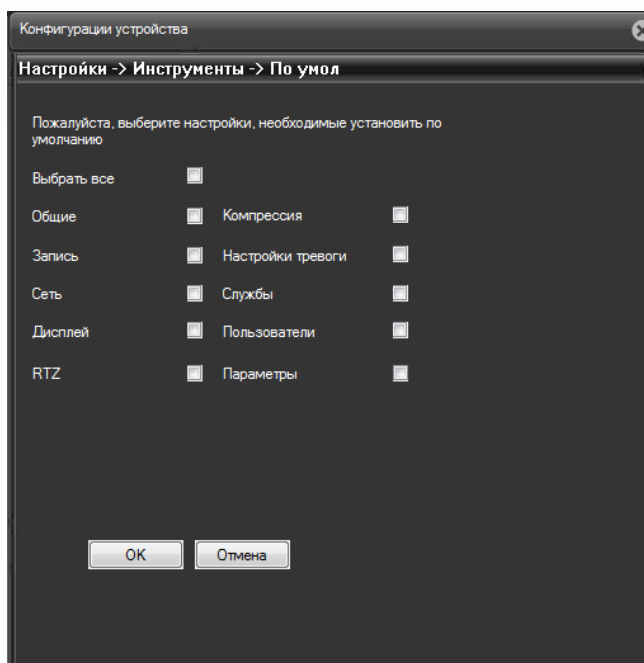 Конфигурации устройства
Настройки -> Инструменты -> По умол
Пожалуйста, выберите настройки, необходимые установить по
умолчанию
Выбрать все
Общие Компрессия
Запись Настройки тревоги
Сеть Службы
Дисплей Пользователи
RTZ Параметры
OK Отмена